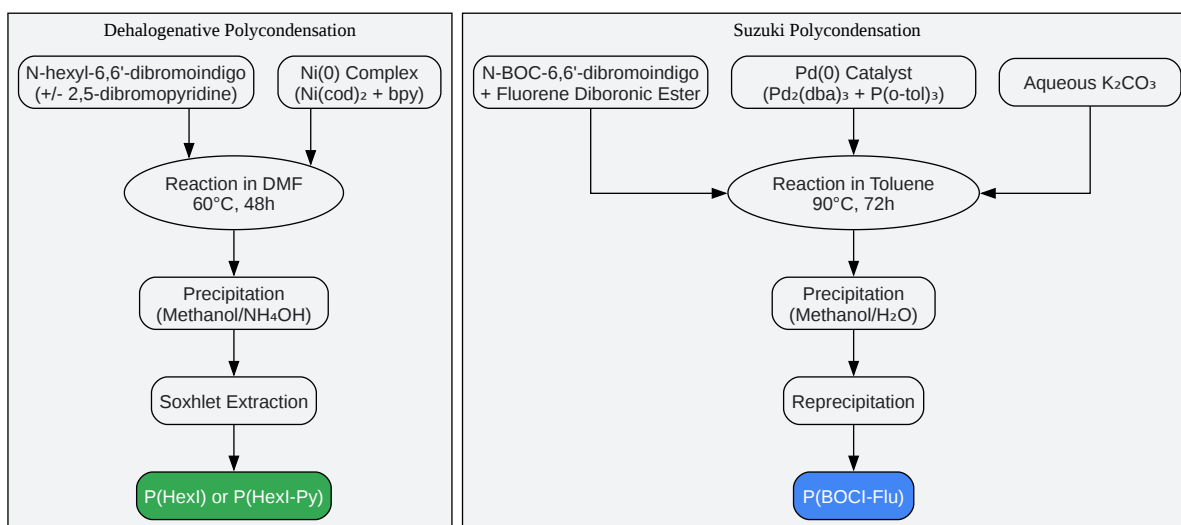 Dehalogenative Polycondensation
N-hexyl-6,6'-dibromoindigo
(+/- 2,5-dibromopyridine)
Ni(0) Complex
(Ni(cod)₂ + bpy)
Reaction in DMF
60°C, 48h
Precipitation
(Methanol/NH₄OH)
Soxhlet Extraction
P(HexI) or P(HexI-Py)
Suzuki Polycondensation
N-BOC-6,6'-dibromoindigo
+ Fluorene Diboronic Ester
Pd(0) Catalyst
(Pd₂(dba)₃ + P(o-tol)₃)
Aqueous K₂CO₃
Reaction in Toluene
90°C, 72h
Precipitation
(Methanol/H₂O)
Reprecipitation
P(BOCI-Flu)